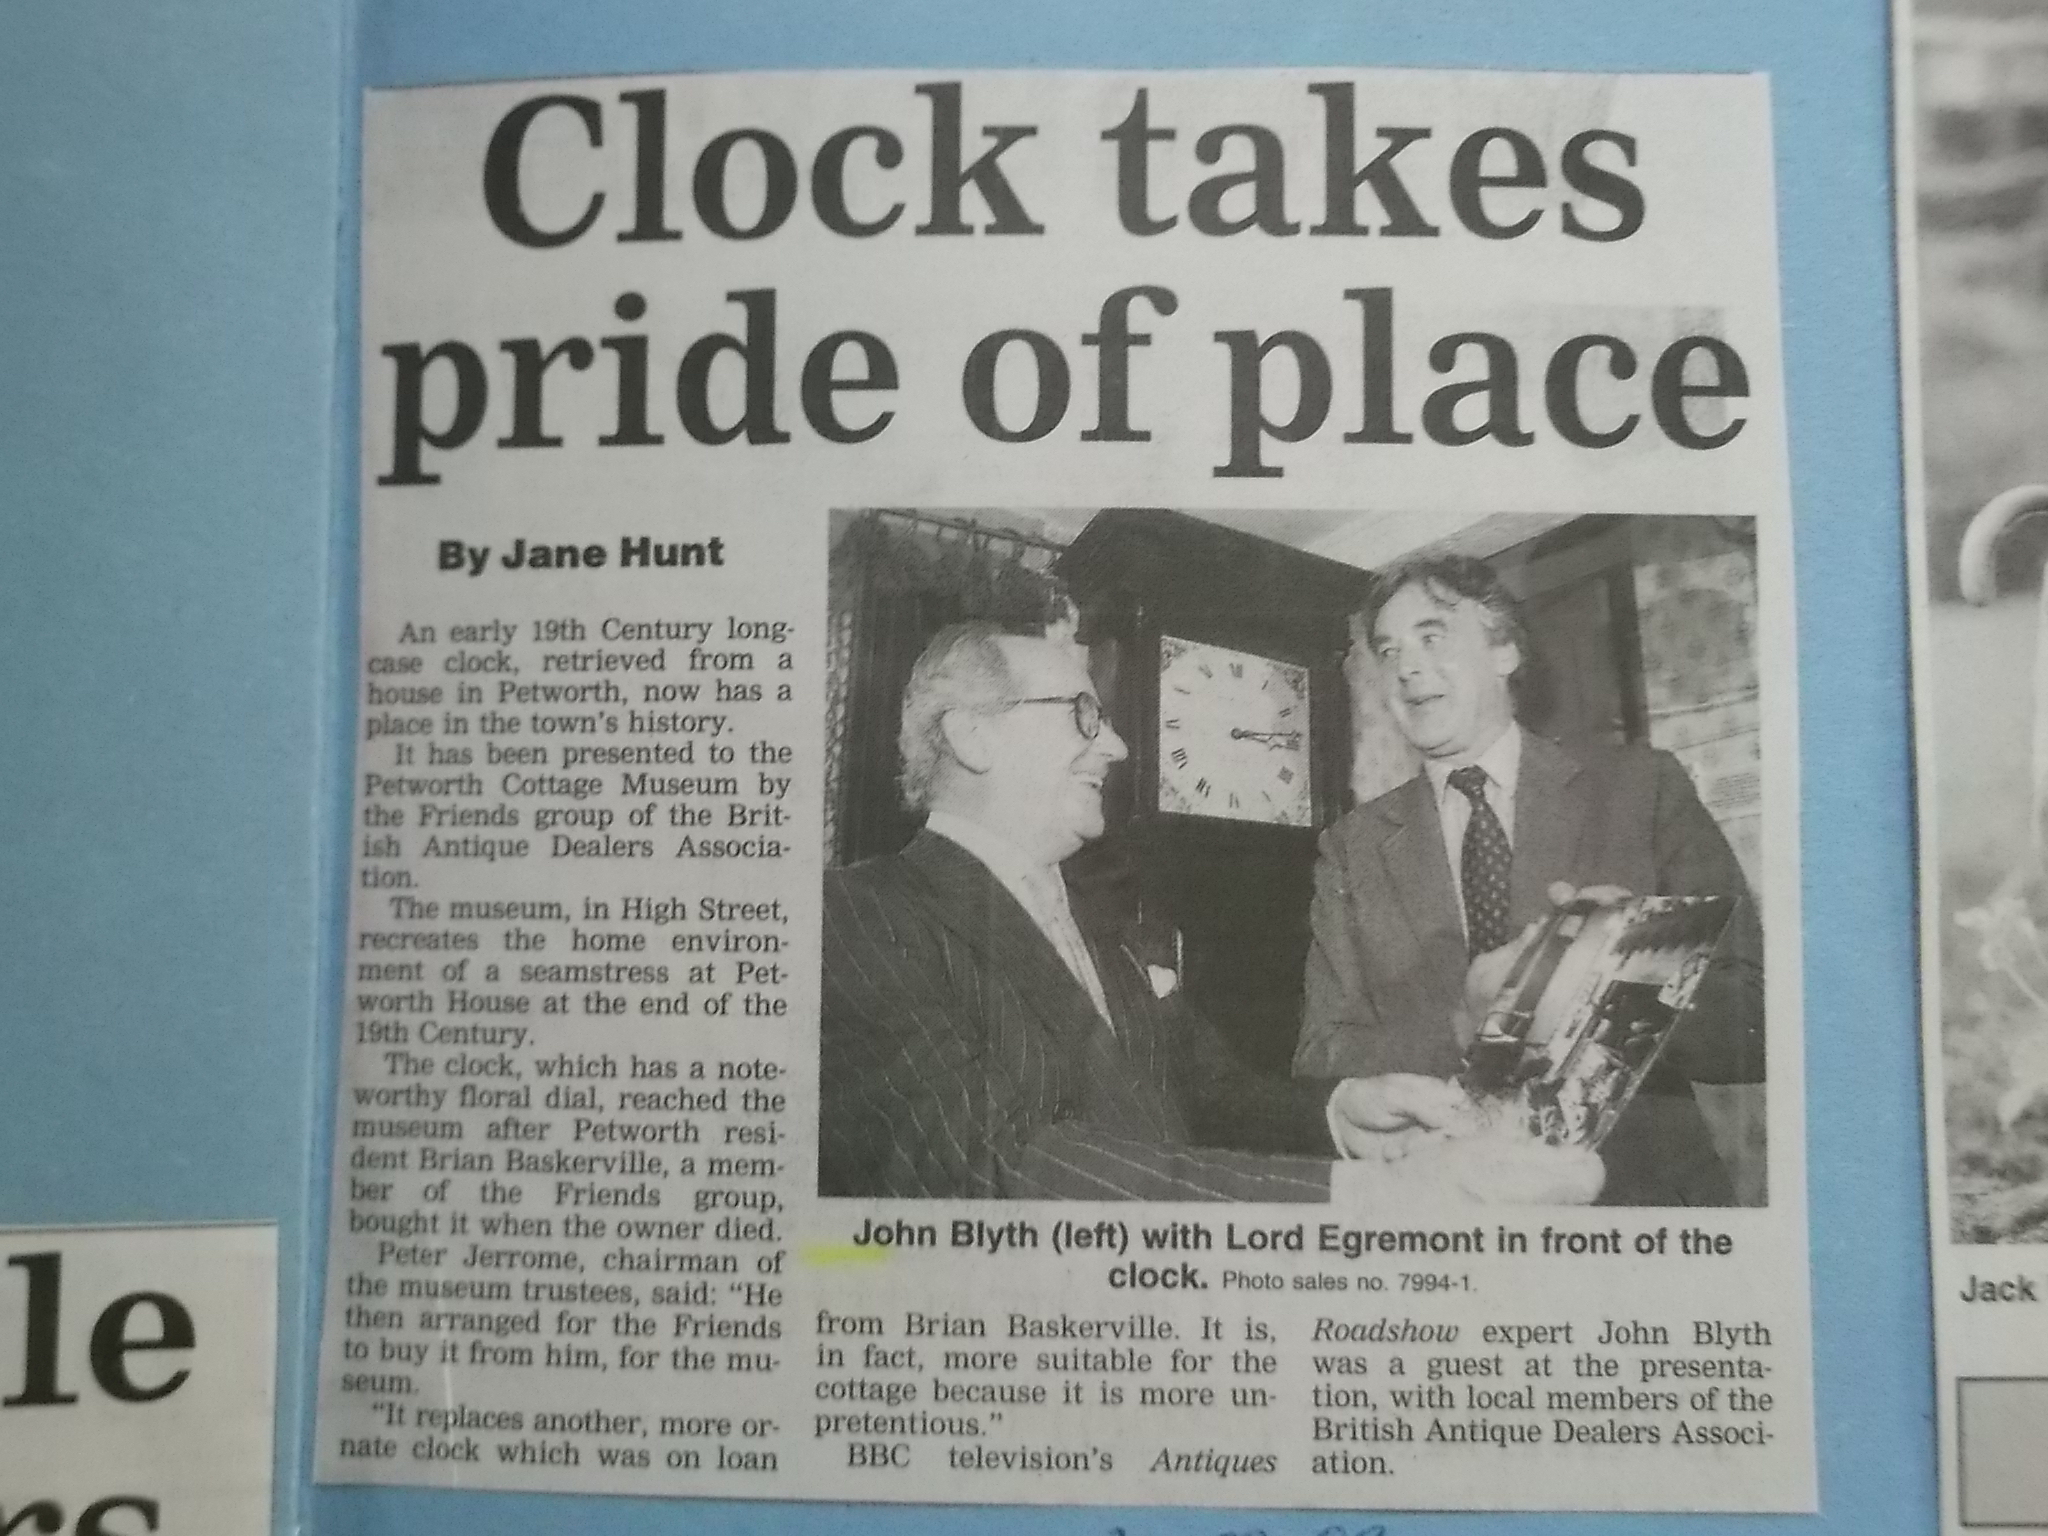 Clock takes
pride of place
By Jane Hunt
An early 19th Century long-
case clock, retrieved from a
house in Petworth, now has a
place in the town's history.
It has been presented to the
Petworth Cottage Museum by
the Friends group of the Brit-
ish Antique Dealers Associa-
tion.
The museum, in High Street,
recreates the home environ-
ment of a seamstress at Pet-
worth House at the end of the
19th Century.
The clock, which has a note-
worthy floral dial, reached the
museum after Petworth resi-
dent Brian Baskerville, a mem-
ber of the Friends group,
bought it when the owner died.
Peter Jerrome, chairman of
the museum trustees, said: "He
then arranged for the Friends
to buy it from him, for the mu-
seum.
"It replaces another, more or-
nate clock which was on loan
John Blyth (left) with Lord Egremont in front of the
clock. Photo sales no. 7994-1.
from Brian Baskerville. It is,
in fact, more suitable for the
cottage because it is more un-
pretentious."
BBC television's Antiques
Roadshow expert John Blyth
was a guest at the presenta-
tion, with local members of the
British Antique Dealers Associ-
ation.
le
rs
Jack